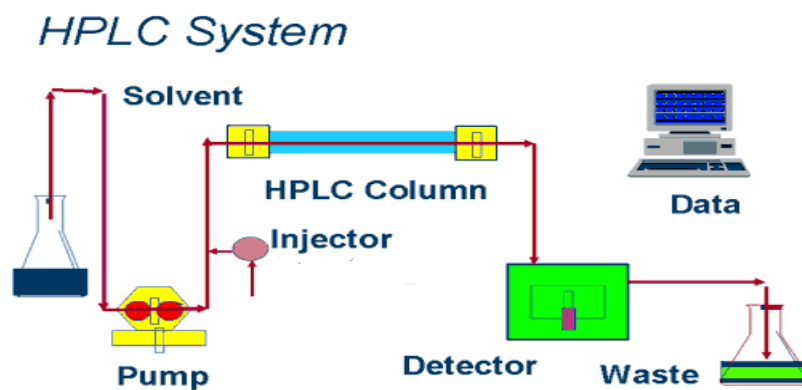 HPLC System
Solvent
HPLC Column
Data
Injector
Detector
Waste
Pump